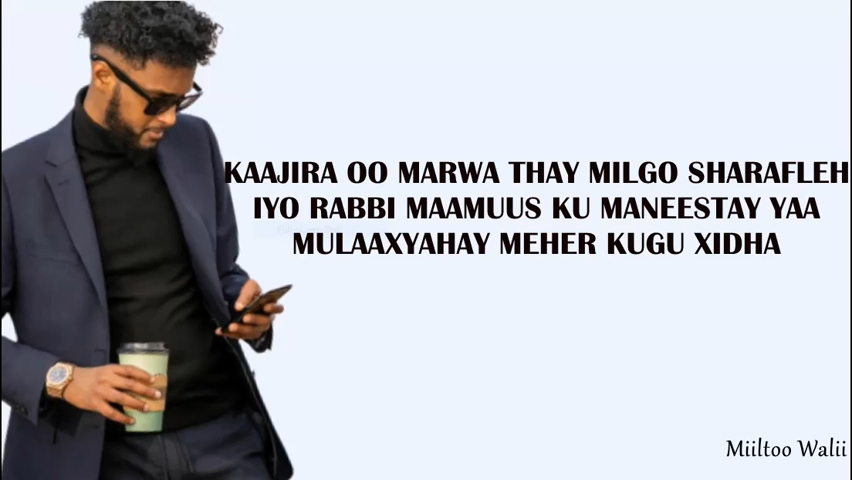 KAAJIRA OO MARWA THAY MILGO SHARAFLEH
IYO RABBI MAAMUUS KU MANEESTAY YAA
MULAAXYAHAY MEHER KUGU XIDHA
Miiltoo Walii